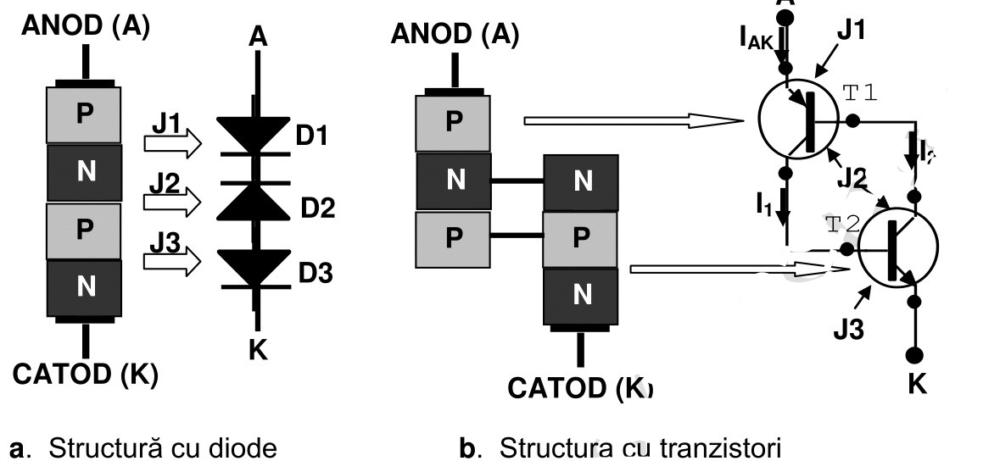 ANOD (A)
P
N
P
N
CATOD (K)
J1
J2
J3
A
D1
D2
D3
K
ANOD (A)
P
N
P
N
P
N
CATOD (K)
A
IAK
J1
T1
J2
I1
T2
J3
K
a. Structură cu diode
b. Structura cu tranzistori